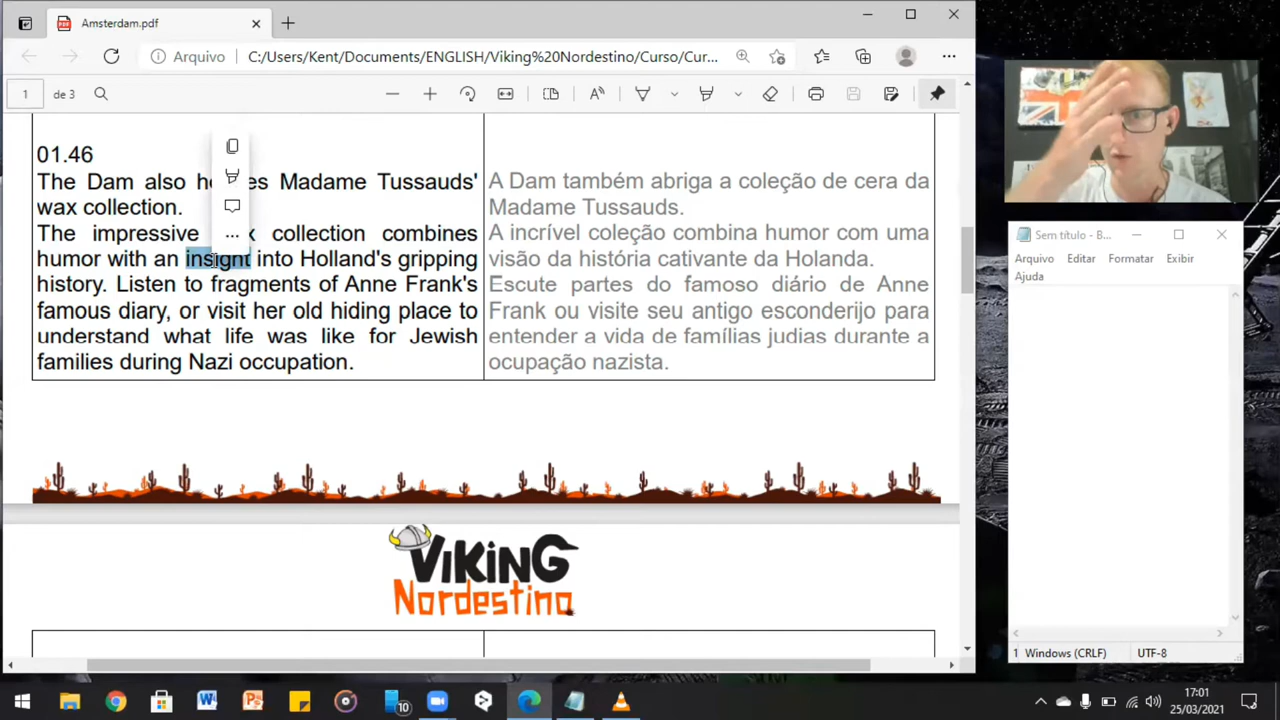 Amsterdam.pdf
Arquivo
C:/Users/Kent/Documents/ENGLISH/Viking%20Nordestino/Curso/Cur...
1
de 3
01.46
The Dam also
Madame Tussauds'
wax collection.
The impressive
collection combines
humor with an insight into Holland's gripping
history. Listen to fragments of Anne Frank's
famous diary, or visit her old hiding place to
understand what life was like for Jewish
families during Nazi occupation.
A Dam também abriga a coleção de cera da
Madame Tussauds.
A incrível coleção combina humor com uma
visão da história cativante da Holanda.
Escute partes do famoso diário de Anne
Frank ou visite seu antigo esconderijo para
entender a vida de famílias judias durante a
ocupação nazista.
VIKING
Nordestino
Sem título - B...
Arquivo Editar Formatar Exibir
Ajuda
1 Windows (CRLF) UTF-8
10
17:01
25/03/2021